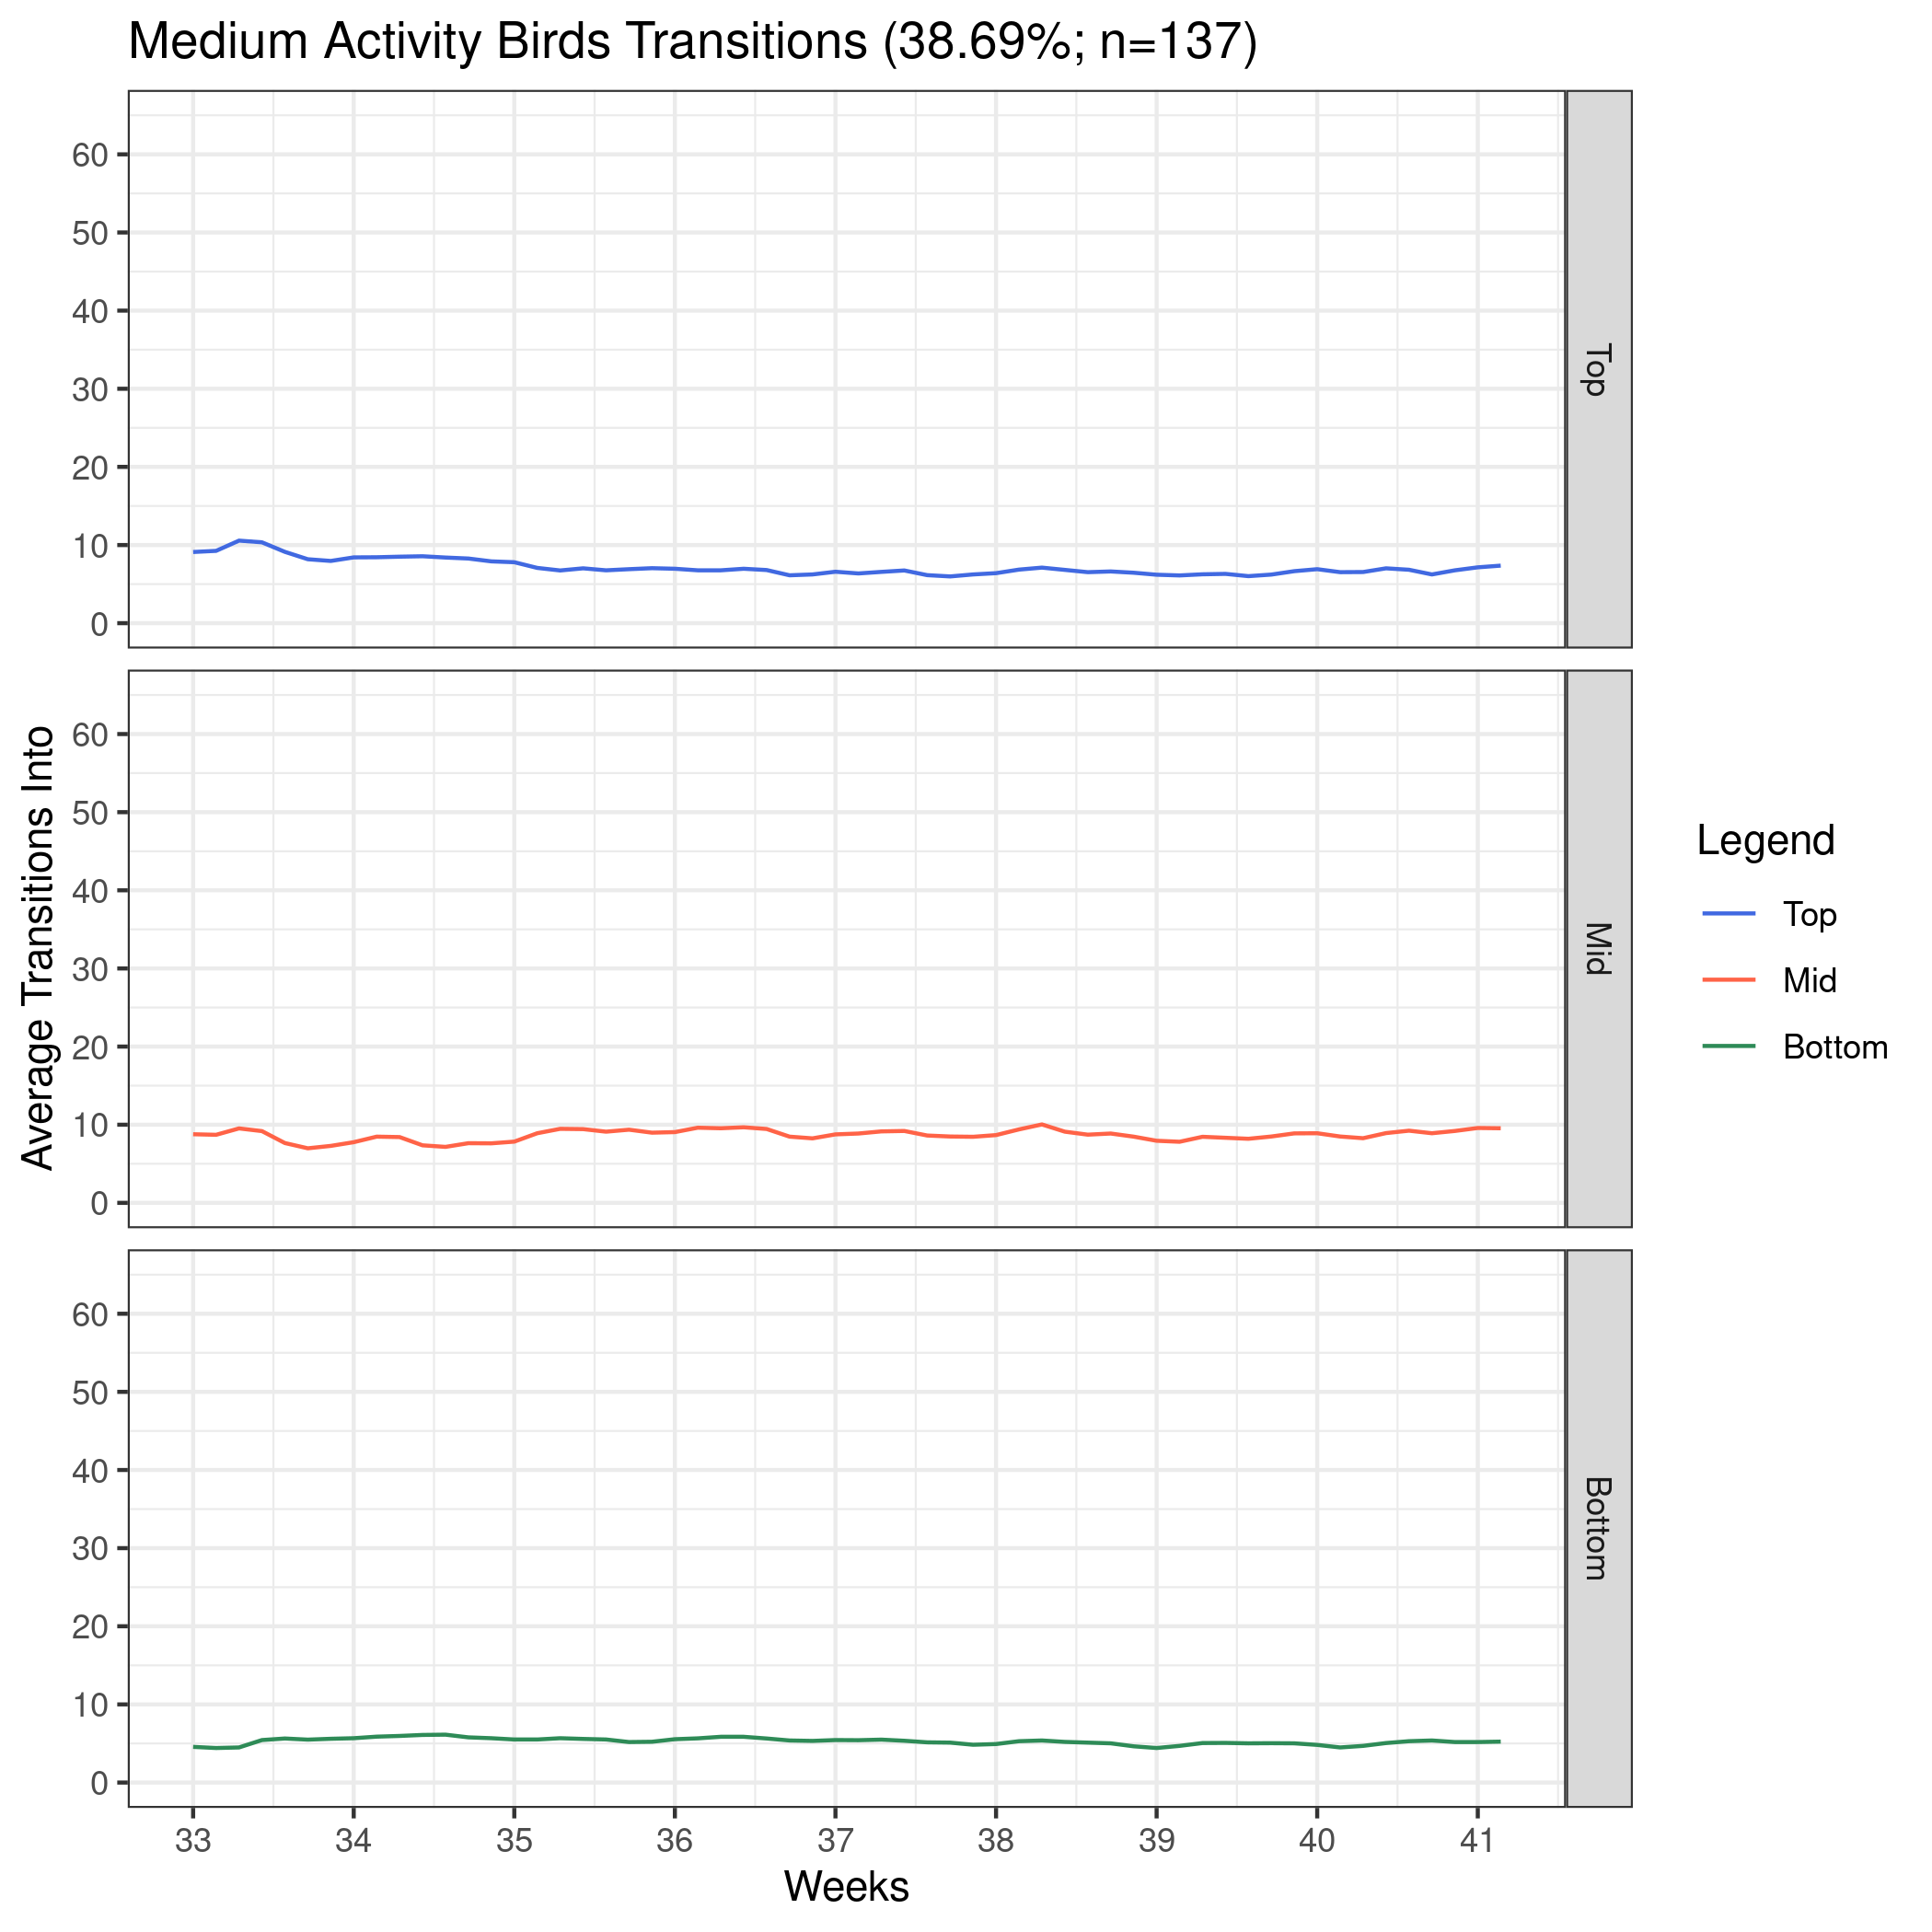 Medium Activity Birds Transitions (38.69%; n=137)
60
50
40
30
20
10
0
Top
60
50
40
30
20
10
0
Mid
60
50
40
30
20
10
0
Bottom
Average Transitions Into
33 34 35 36 37 38 39 40 41
Weeks
Legend
Top
Mid
Bottom